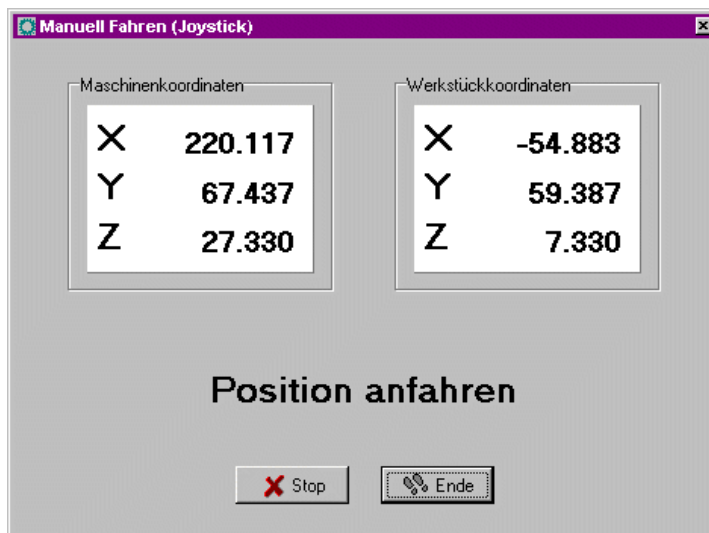 Manuell Fahren (Joystick)
Maschinenkoordinaten
X 220.117
Y 67.437
Z 27.330
Werkstückkoordinaten
X -54.883
Y 59.387
Z 7.330
Position anfahren
Stop
Ende